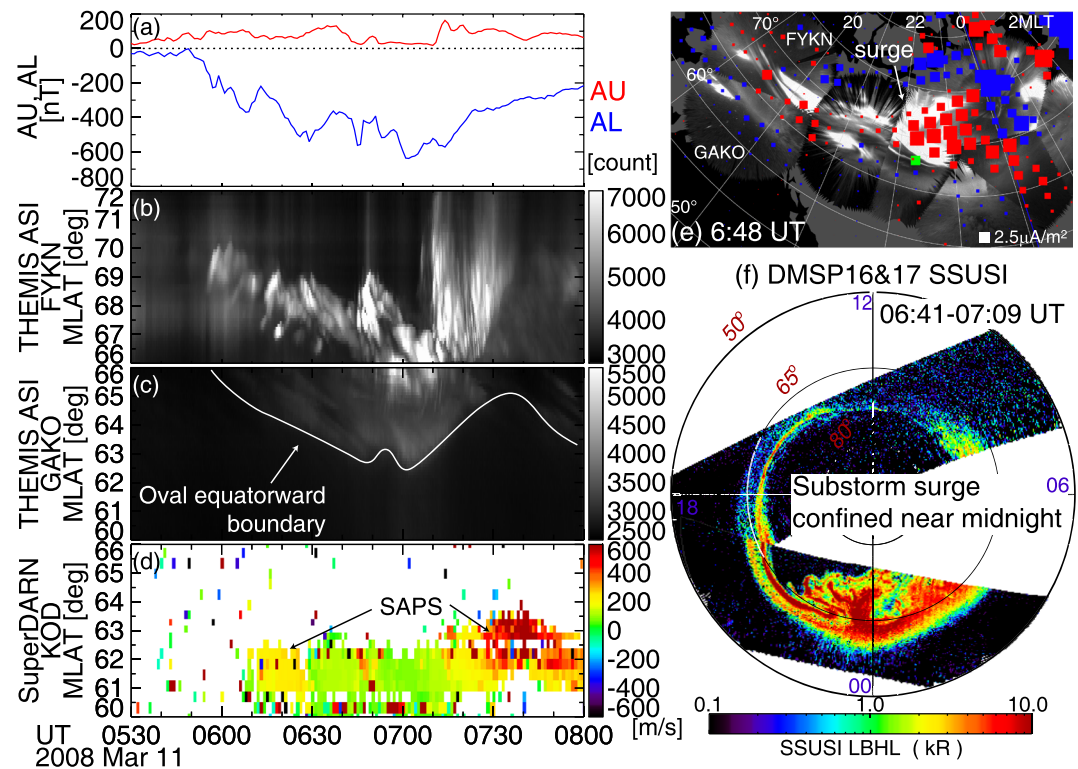 (a)
200
0
-200
-400
-600
-800
AU, AL
[nT]
AU
AL
[count]
(b)
72
71
70
69
68
67
66
THEMIS ASI
FYKN
MLAT [deg]
7000
6000
5000
4000
3000
(c)
66
65
64
63
62
61
60
THEMIS ASI
GAKO
MLAT [deg]
Oval equatorward
boundary
5500
5000
4500
4000
3500
3000
2500
(d)
66
65
64
63
62
61
60
SuperDARN
KOD
MLAT [deg]
SAPS
600
400
200
0
-200
-400
-600
[m/s]
UT
0530 0600 0630 0700 0730 0800
2008 Mar 11
70° 20 22 0 2MLT
FYKN
surge
60°
GAKO
50°
(e) 6:48 UT
2.5μA/m²
(f) DMSP16&17 SSUSI
12
06:41-07:09 UT
50°
65°
80°
Substorm surge
confined near midnight
06
18
00
0.1 1.0 10.0
SSUSI LBHL ( kR )